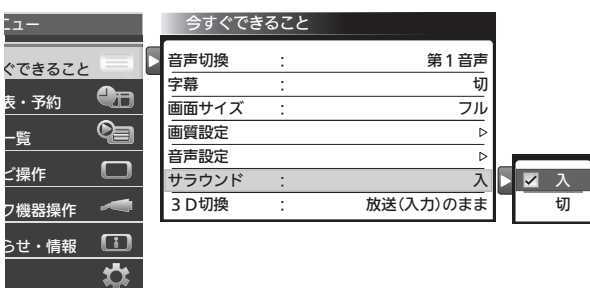 ニュー
今すぐできること
ぐできること
音声切換 : 第1音声
字幕 : 切
画面サイズ : フル
画質設定
音声設定
サラウンド : 入
3D切換 : 放送(入力)のまま
表・予約
一覧
ビ操作
ク機器操作
らせ・情報
入
切